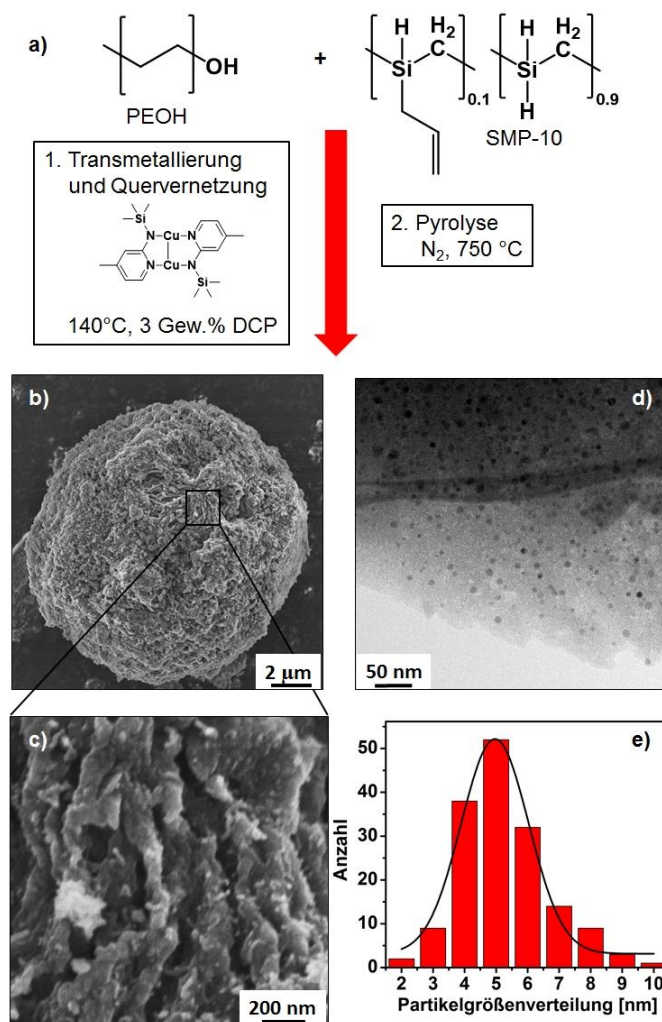 a)
OH
PEOH
+
H
Si
H2
C
0.1
H
Si
H
H2
C
0.9
SMP-10
1. Transmetallierung
und Quervernetzung
Si
N Cu N
N Cu N
Si
140°C, 3 Gew.% DCP
2. Pyrolyse
N2, 750 °C
b)
2 µm
d)
50 nm
c)
200 nm
e)
Anzahl
50
40
30
20
10
0
2 3 4 5 6 7 8 9 10
Partikelgrößenverteilung [nm]